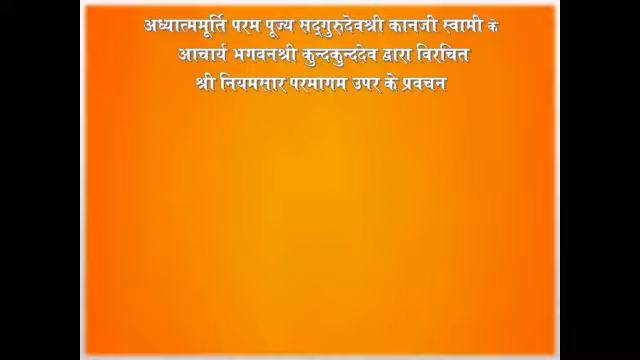 अध्यात्ममूर्ति परम पूज्य सद्गुरुदेवश्री कानजी स्वामी के
आचार्य भगवनश्री कुन्दकुन्ददेव द्वारा विरचित
श्री नियमसार परमागम उपर के प्रवचन